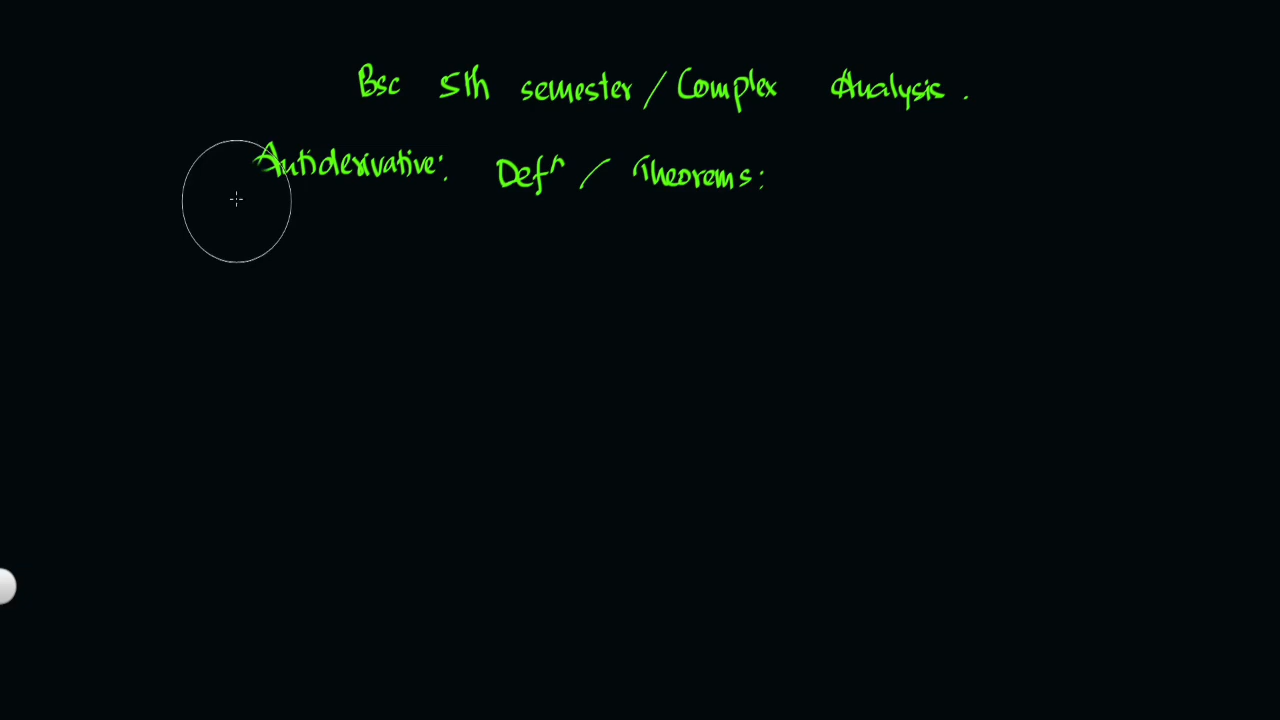 Bsc 5th semester / Complex Analysis.
Antiderivative: Defn / Theorems: